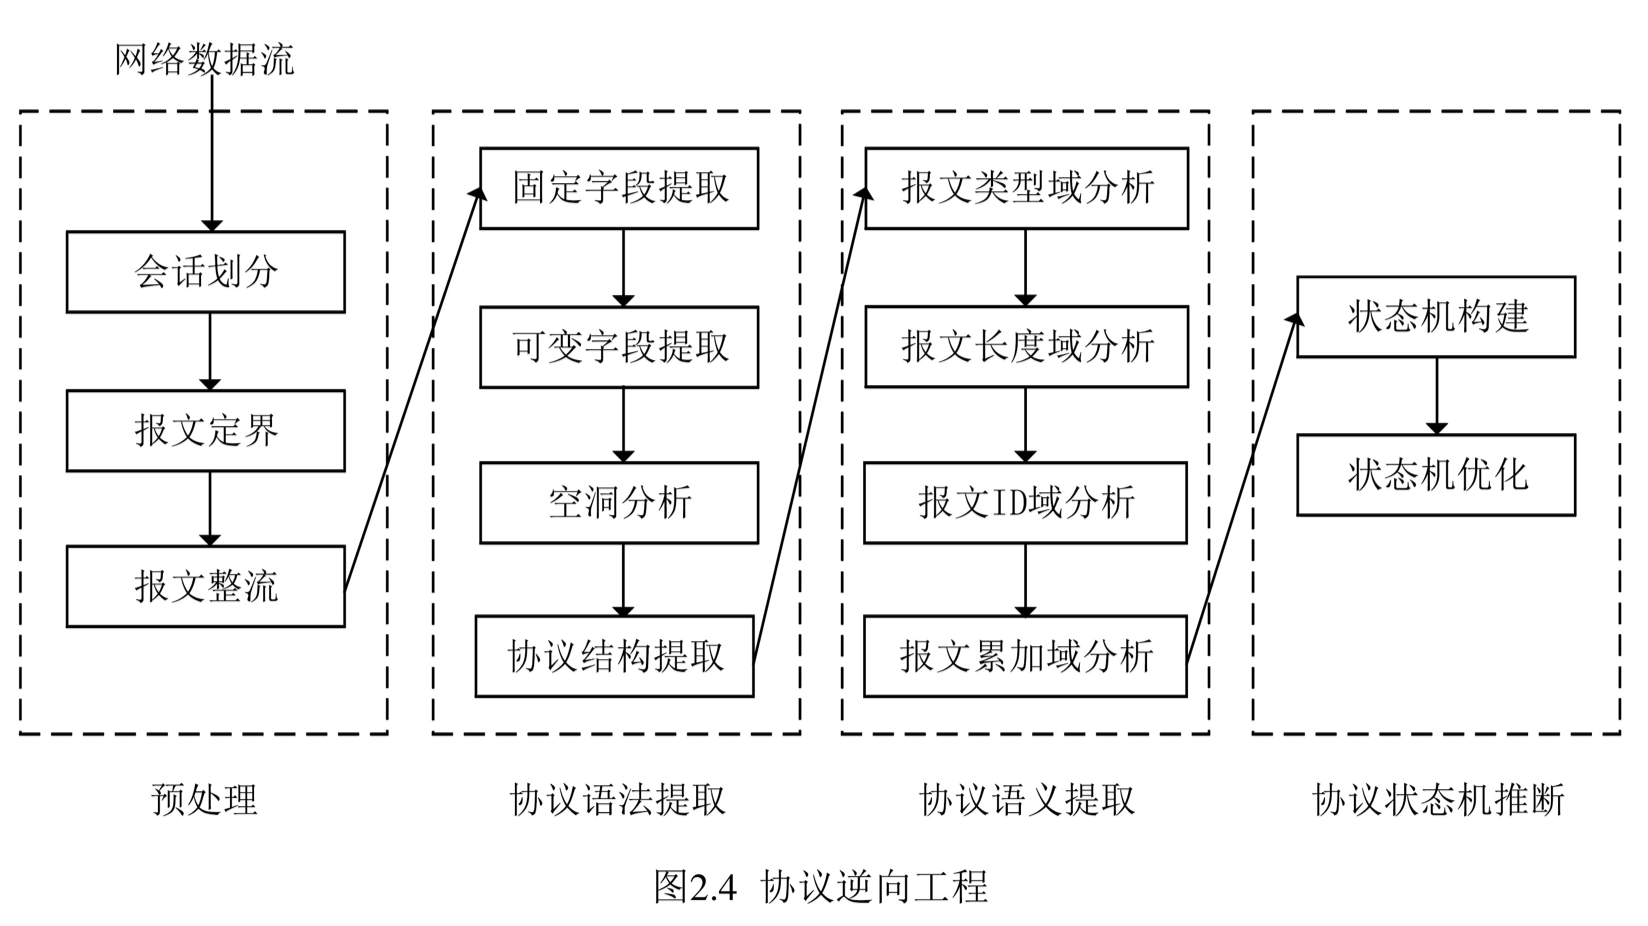 网络数据流
会话划分
报文定界
报文整流
预处理
固定字段提取
可变字段提取
空洞分析
协议结构提取
协议语法提取
报文类型域分析
报文长度域分析
报文ID域分析
报文累加域分析
协议语义提取
状态机构建
状态机优化
协议状态机推断
图2.4 协议逆向工程